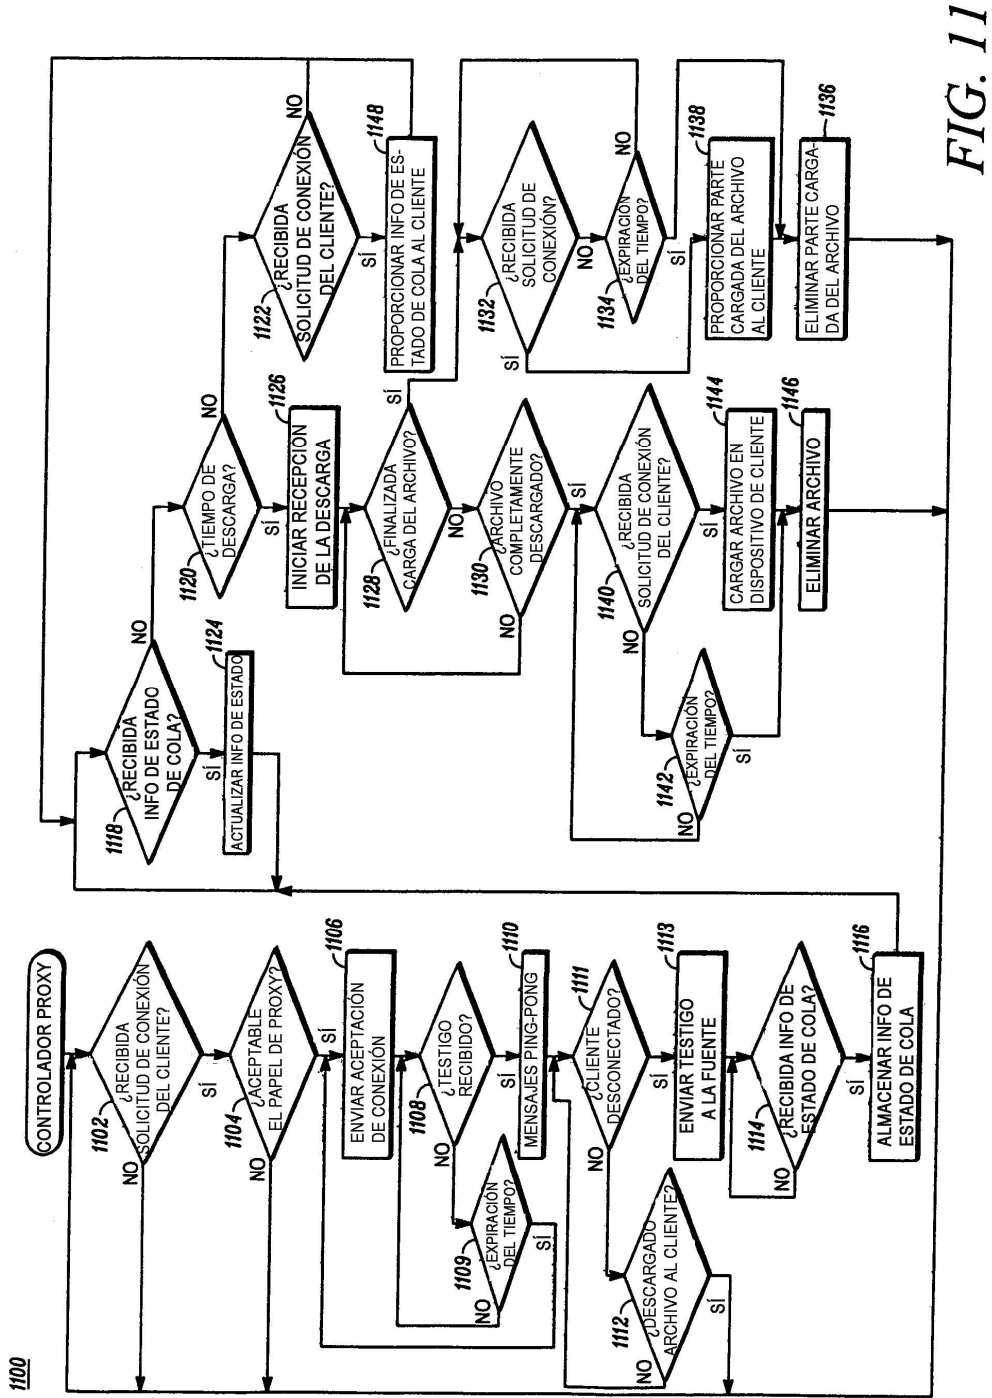 1100
CONTROLADOR PROXY
1102
¿RECIBIDA
SOLICITUD DE CONEXIÓN
DEL CLIENTE?
NO
SÍ
1104
¿ACEPTABLE
EL PAPEL DE PROXY?
NO
SÍ
1106
ENVIAR ACEPTACIÓN
DE CONEXIÓN
1108
¿TESTIGO
RECIBIDO?
NO
SÍ
1109
¿EXPIRACIÓN
DEL TIEMPO?
NO
SÍ
1110
MENSAJES PING-PONG
1111
¿CLIENTE
DESCONECTADO?
NO
SÍ
1112
¿DESCARGADO
ARCHIVO AL CLIENTE?
NO
SÍ
1113
ENVIAR TESTIGO
A LA FUENTE
1114
¿RECIBIDA INFO DE
ESTADO DE COLA?
NO
SÍ
1116
ALMACENAR INFO DE
ESTADO DE COLA
1118
¿RECIBIDA
INFO DE ESTADO
DE COLA?
NO
SÍ
1124
ACTUALIZAR INFO DE ESTADO
1120
¿TIEMPO DE
DESCARGA?
NO
SÍ
1122
¿RECIBIDA
SOLICITUD DE CONEXIÓN
DEL CLIENTE?
NO
SÍ
1148
PROPORCIONAR INFO DE ES-
TADO DE COLA AL CLIENTE
1126
INICIAR RECEPCION
DE LA DESCARGA
1128
¿FINALIZADA
CARGA DEL ARCHIVO?
SÍ
NO
1130
¿ARCHIVO
COMPLETAMENTE
DESCARGADO?
NO
SÍ
1140
¿RECIBIDA
SOLICITUD DE CONEXIÓN
DEL CLIENTE?
NO
SÍ
1142
¿EXPIRACIÓN
DEL TIEMPO?
NO
SÍ
1144
CARGAR ARCHIVO EN
DISPOSITIVO DE CLIENTE
1146
ELIMINAR ARCHIVO
1132
¿RECIBIDA
SOLICITUD DE
CONEXIÓN?
SÍ
NO
1134
¿EXPIRACIÓN
DEL TIEMPO?
NO
SÍ
1138
PROPORCIONAR PARTE
CARGADA DEL ARCHIVO
AL CLIENTE
1136
ELIMINAR PARTE CARGA-
DA DEL ARCHIVO
FIG. 11